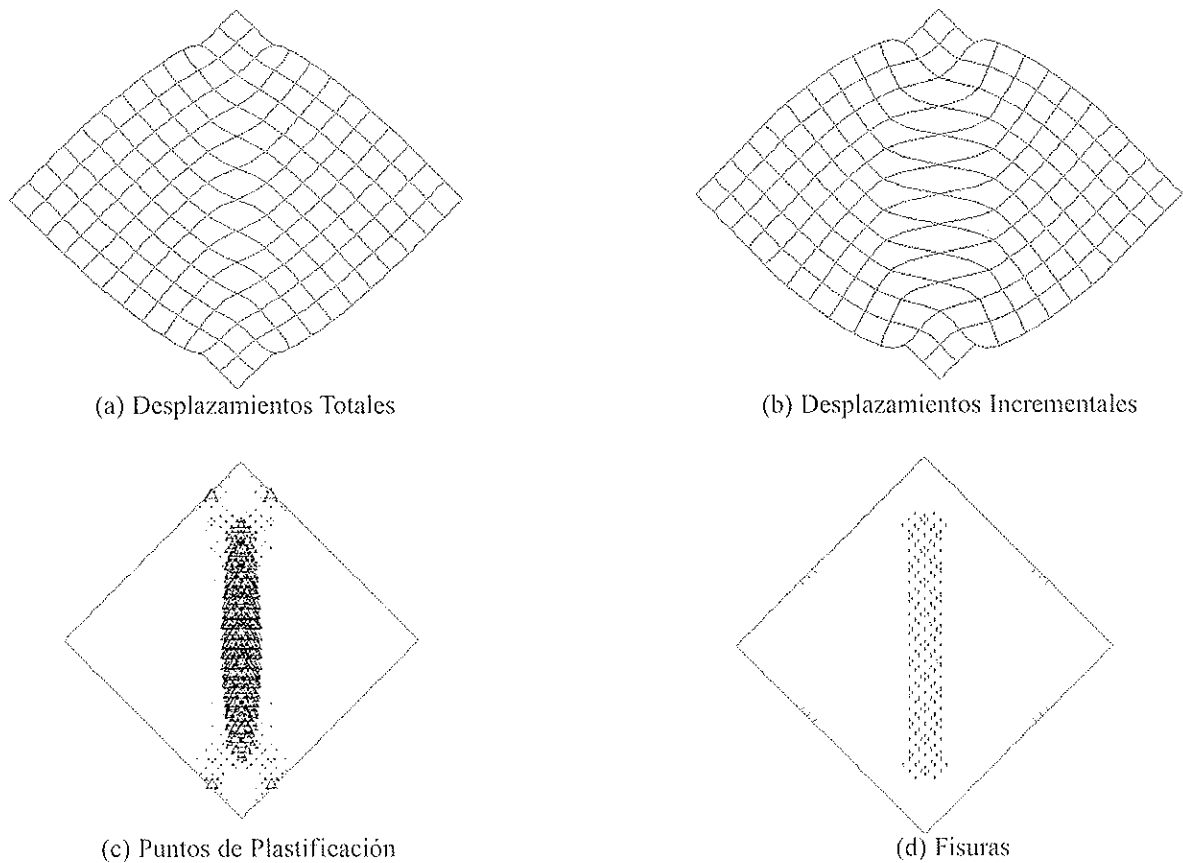 (a) Desplazamientos Totales
(b) Desplazamientos Incrementales
(c) Puntos de Plastificación
(d) Fisuras